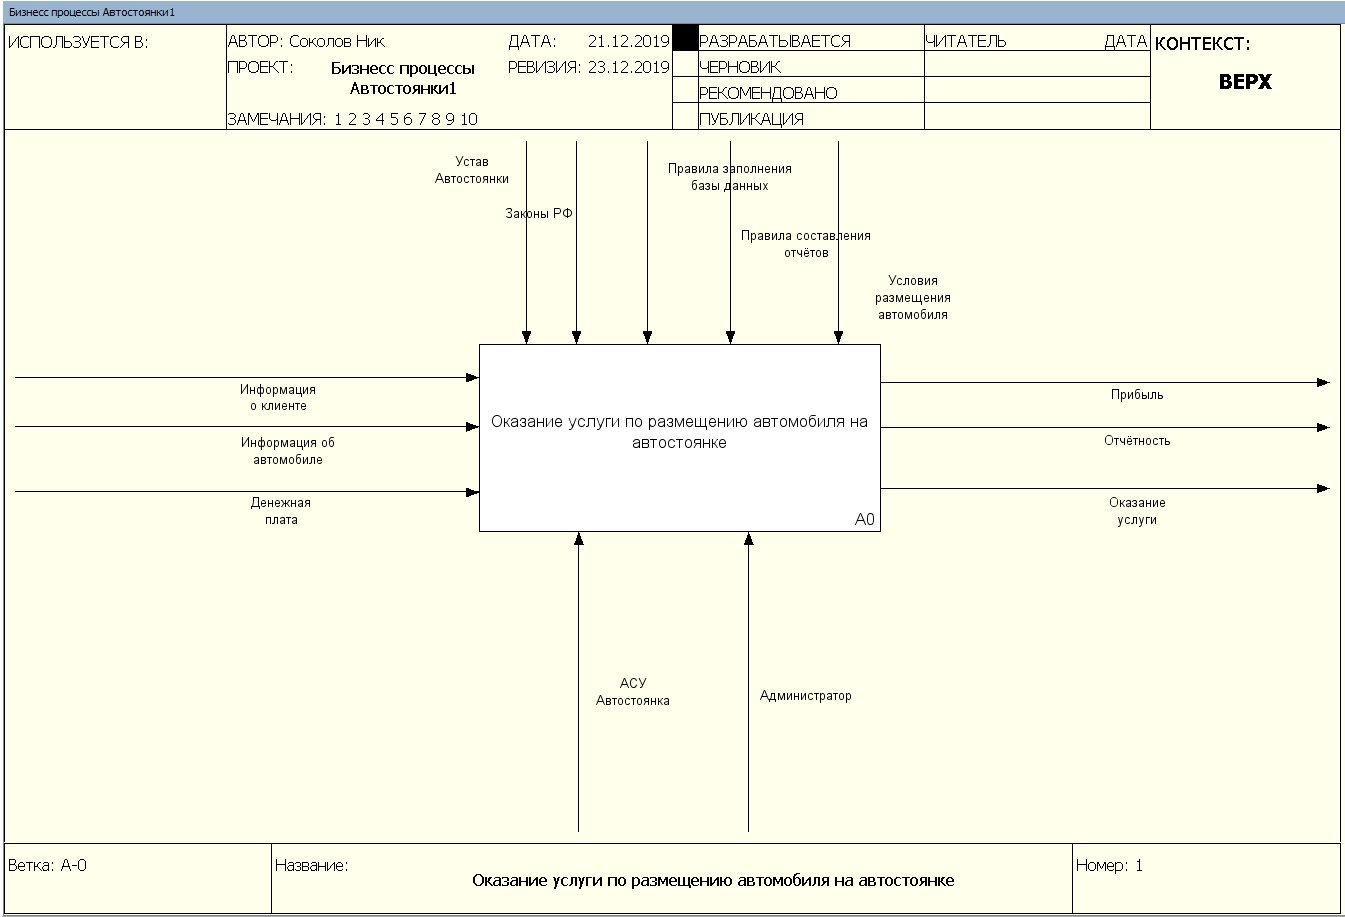 Бизнесс процессы Автостоянки1
ИСПОЛЬЗУЕТСЯ В:
АВТОР: Соколов Ник
ДАТА: 21.12.2019
ПРОЕКТ: Бизнесс процессы
Автостоянки1
РЕВИЗИЯ: 23.12.2019
ЗАМЕЧАНИЯ: 1 2 3 4 5 6 7 8 9 10
РАЗРАБАТЫВАЕТСЯ
ЧЕРНОВИК
РЕКОМЕНДОВАНО
ПУБЛИКАЦИЯ
ЧИТАТЕЛЬ
ДАТА
КОНТЕКСТ:
ВЕРХ
Устав
Автостоянки
Законы РФ
Правила заполнения
базы данных
Правила составления
отчётов
Условия
размещения
автомобиля
Информация
о клиенте
Информация об
автомобиле
Денежная
плата
Оказание услуги по размещению автомобиля на
автостоянке
A0
Прибыль
Отчётность
Оказание
услуги
АСУ
Автостоянка
Администратор
Ветка: A-0
Название:
Оказание услуги по размещению автомобиля на автостоянке
Номер: 1